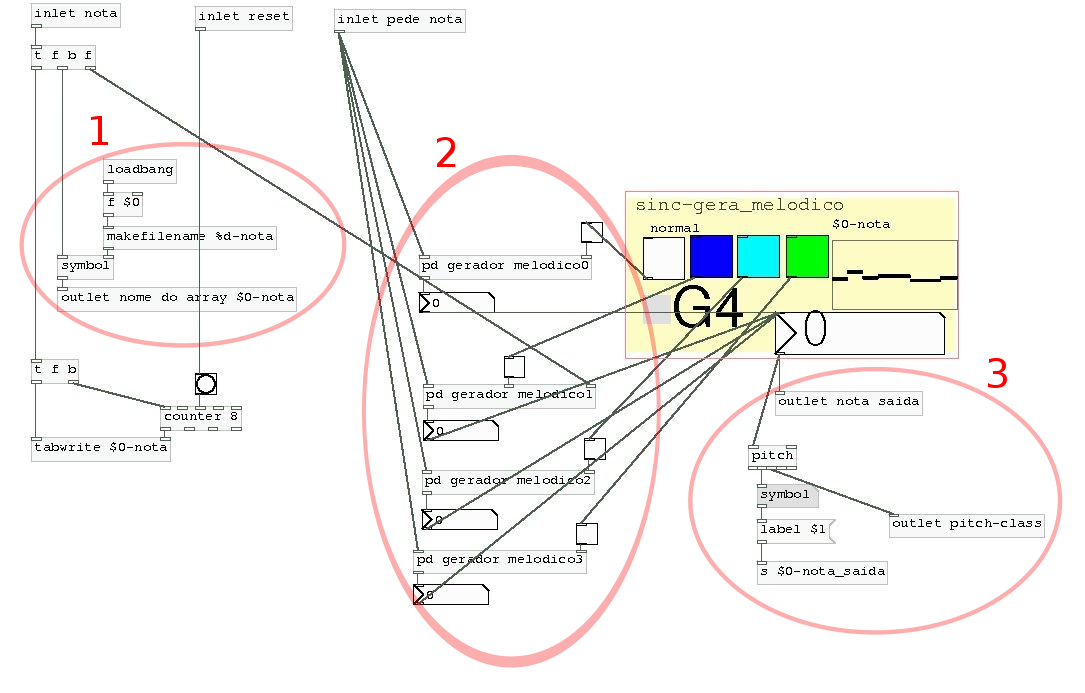 inlet nota
inlet reset
inlet pede nota
t f b f
1
loadbang
f $0
makefilename %d-nota
symbol
outlet nome do array $0-nota
t f b
counter 8
tabwrite $0-nota
2
pd gerador melodico0
0
pd gerador melodico1
0
pd gerador melodico2
0
pd gerador melodico3
0
sinc-gera_melodico
normal
$0-nota
G4
0
3
outlet nota saida
pitch
symbol
label $1
s $0-nota_saida
outlet pitch-class